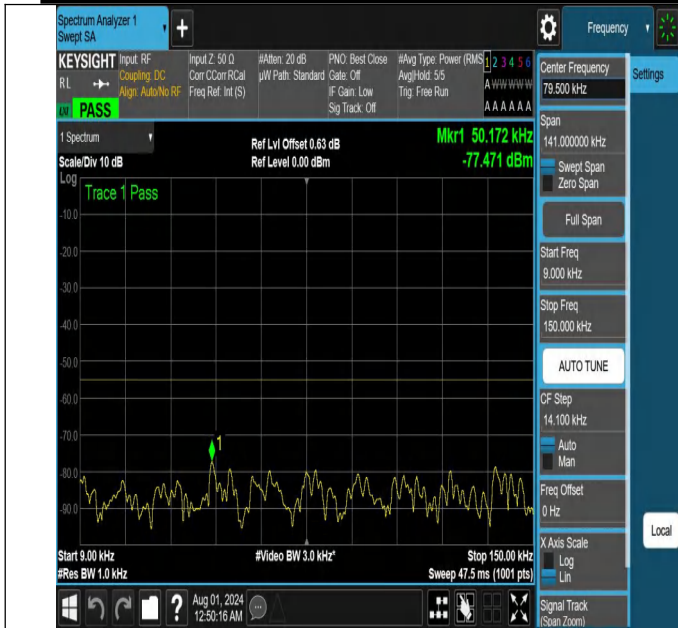 Spectrum Analyzer 1
Swept SA
+
Frequency
KEYSIGHT
RL
PASS
Input: RF
Coupling: DC
Align: Auto/No RF
Input Z: 50 Ω
Corr CCorr RCal
Freq Ref: Int (S)
#Atten: 20 dB
µW Path: Standard
PNO: Best Close
Gate: Off
IF Gain: Low
Sig Track: Off
#Avg Type: Power (RMS
Avg|Hold: 5/5
Trig: Free Run
1 2 3 4 5 6
A W W W W W
A A A A A A
1 Spectrum
Scale/Div 10 dB
Ref Lvl Offset 0.63 dB
Ref Level 0.00 dBm
Mkr1 50.172 kHz
-77.471 dBm
Log
Trace 1 Pass
-10.0
-20.0
-30.0
-40.0
-50.0
-60.0
-70.0
-80.0
-90.0
1
Start 9.00 kHz
#Res BW 1.0 kHz
#Video BW 3.0 kHz*
Stop 150.00 kHz
Sweep 47.5 ms (1001 pts)
?
Aug 01, 2024
12:50:16 AM
Center Frequency
79.500 kHz
Settings
Span
141.000000 kHz
Swept Span
Zero Span
Full Span
Start Freq
9.000 kHz
Stop Freq
150.000 kHz
AUTO TUNE
CF Step
14.100 kHz
Auto
Man
Freq Offset
0 Hz
Local
X Axis Scale
Log
Lin
Signal Track
(Span Zoom)